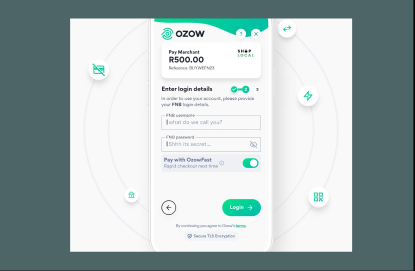 OZOW
?
Pay Merchant
R500.00
SHOP
LOCAL
Enter login details
2
3
In order to use your account, please provide
your FNB login details.
FNB username
what do we call you?
FNB password
Shhh its secret...
Pay with OzowFast
Rapid checkout next time
Login
By continuing you agree to Ozow's terms
Secure TLS Encryption